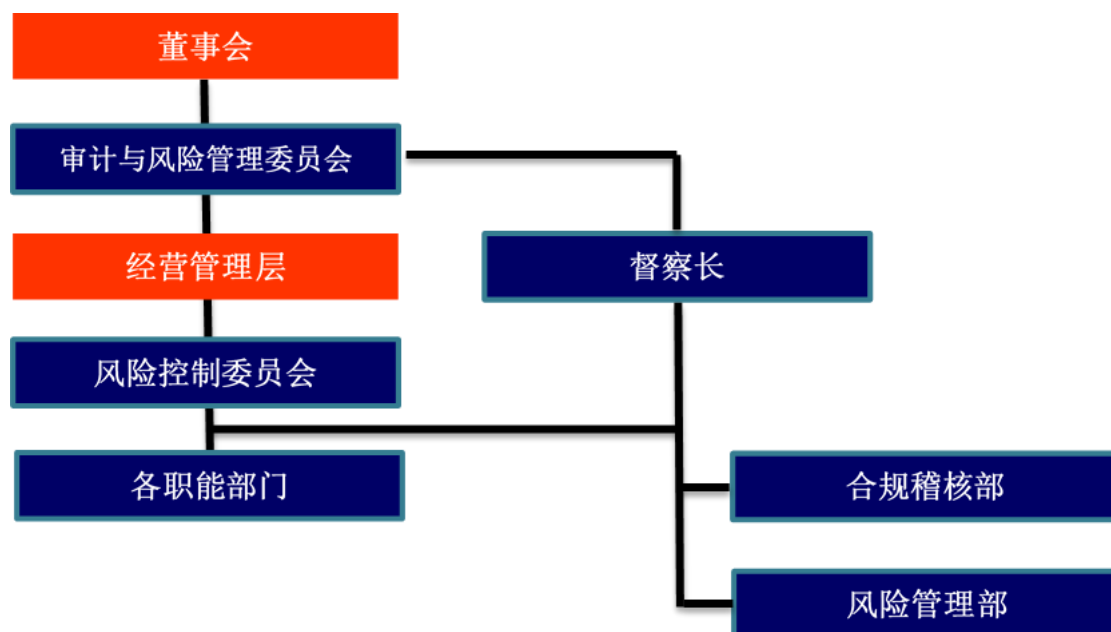 董事会
审计与风险管理委员会
经营管理层
督察长
风险控制委员会
各职能部门
合规稽核部
风险管理部